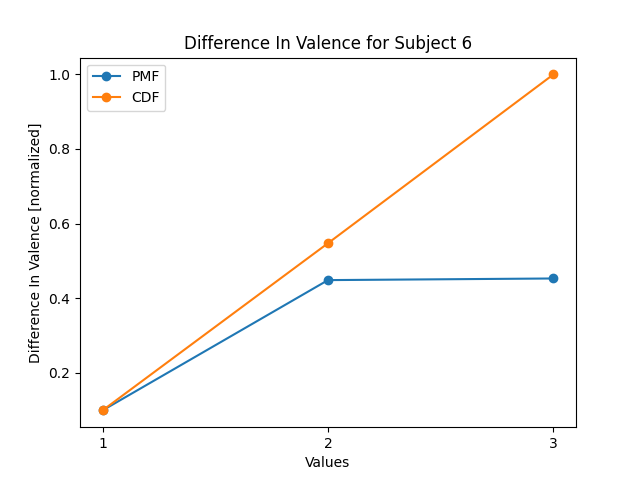 Difference In Valence for Subject 6
PMF
CDF
1.0
0.8
0.6
0.4
0.2
Difference In Valence [normalized]
1
2
3
Values